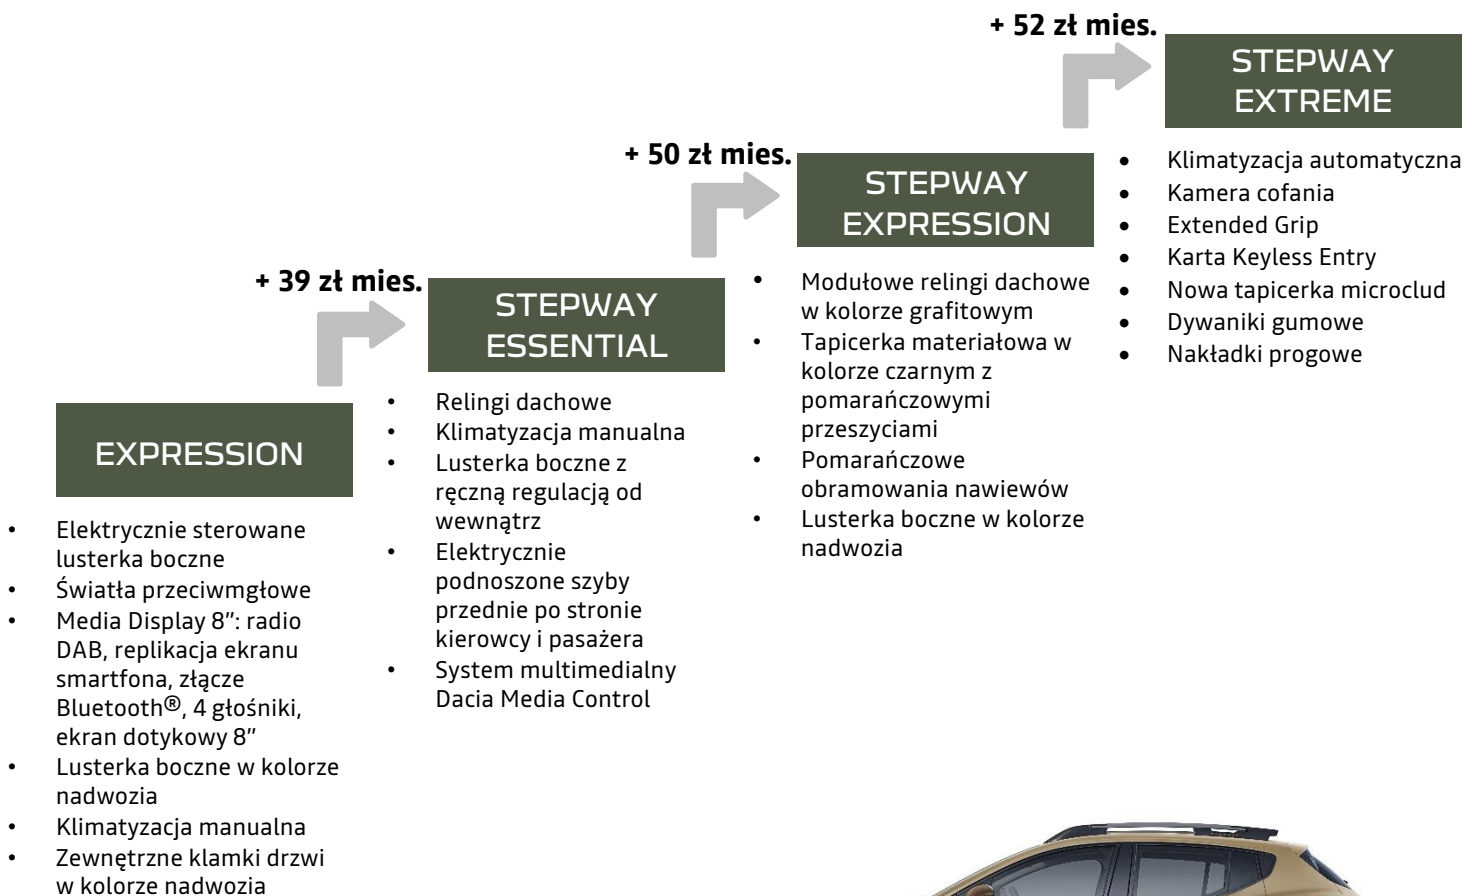 + 52 zł mies.
STEPWAY
EXTREME
• Klimatyzacja automatyczna
• Kamera cofania
• Extended Grip
• Karta Keyless Entry
• Nowa tapicerka microclud
• Dywaniki gumowe
• Nakładki progowe
+ 50 zł mies.
STEPWAY
EXPRESSION
• Modułowe relingi dachowe
w kolorze grafitowym
• Tapicerka materiałowa w
kolorze czarnym z
pomarańczowymi
przeszyciami
• Pomarańczowe
obramowania nawiewów
• Lusterka boczne w kolorze
nadwozia
+ 39 zł mies.
STEPWAY
ESSENTIAL
• Relingi dachowe
• Klimatyzacja manualna
• Lusterka boczne z
ręczną regulacją od
wewnątrz
• Elektrycznie
podnoszone szyby
przednie po stronie
kierowcy i pasażera
• System multimedialny
Dacia Media Control
EXPRESSION
• Elektrycznie sterowane
lusterka boczne
• Światła przeciwmgłowe
• Media Display 8”: radio
DAB, replikacja ekranu
smartfona, złącze
Bluetooth®, 4 głośniki,
ekran dotykowy 8”
• Lusterka boczne w kolorze
nadwozia
• Klimatyzacja manualna
• Zewnętrzne klamki drzwi
w kolorze nadwozia